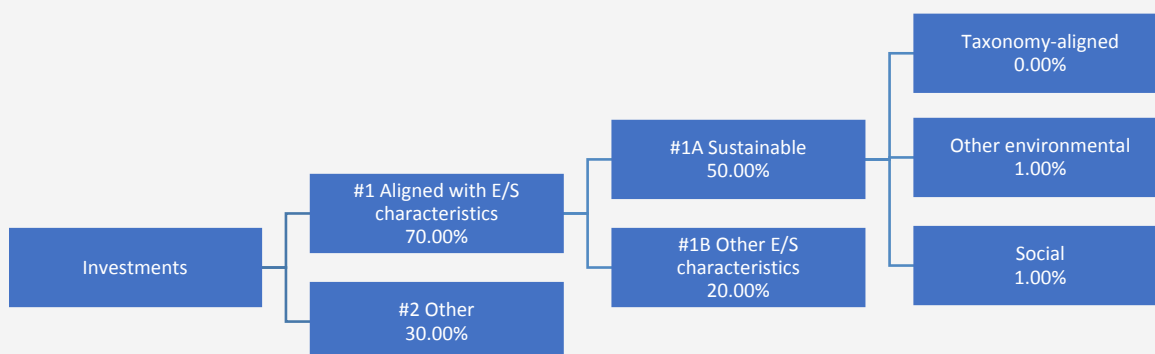 Investments
#1 Aligned with E/S
characteristics
70.00%
#2 Other
30.00%
#1A Sustainable
50.00%
#1B Other E/S
characteristics
20.00%
Taxonomy-aligned
0.00%
Other environmental
1.00%
Social
1.00%